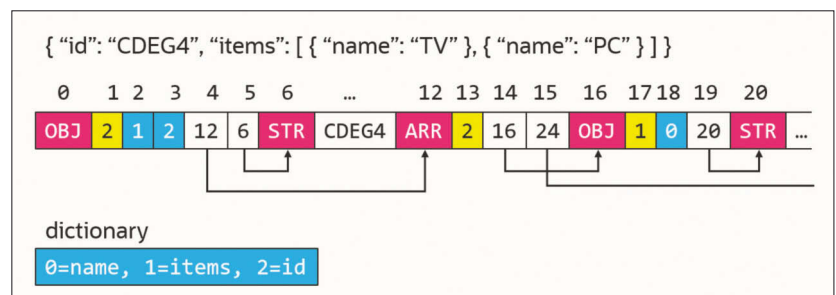 { “id”: “CDEG4”, “items”: [ { “name”: “TV” }, { “name”: “PC” } ] }
0 1 2 3 4 5 6 ... 12 13 14 15 16 17 18 19 20
OBJ 2 1 2 12 6 STR CDEG4 ARR 2 16 24 OBJ 1 0 20 STR ...
dictionary
0=name, 1=items, 2=id